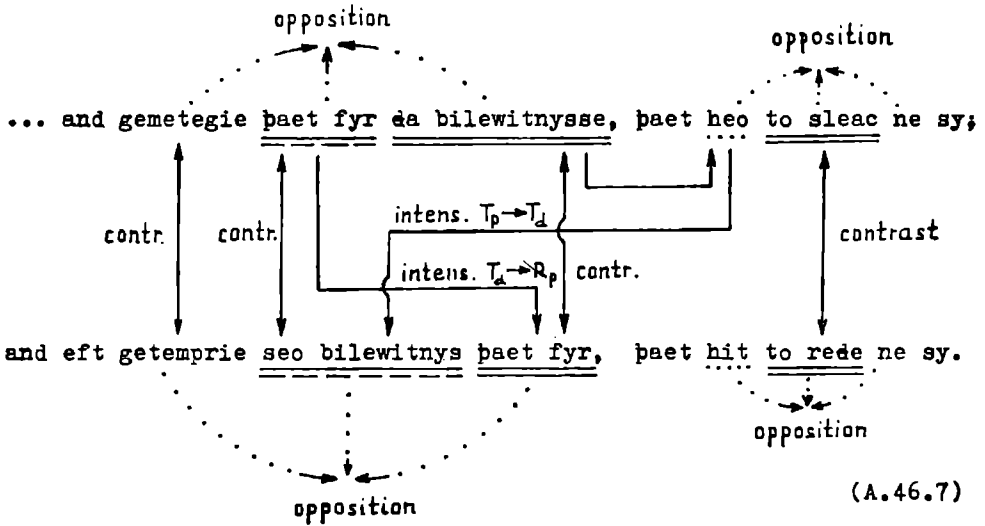 opposition
opposition
... and gemetegie þaet fyr da bilewitnysse, þaet heo to sleac ne sy;
intens. Tp→Td
contr. contr. contrast
intens. Td→Rp contr.
and eft getemprie seo bilewitnys þaet fyr, þaet hit to rede ne sy.
opposition
opposition
(A.46.7)